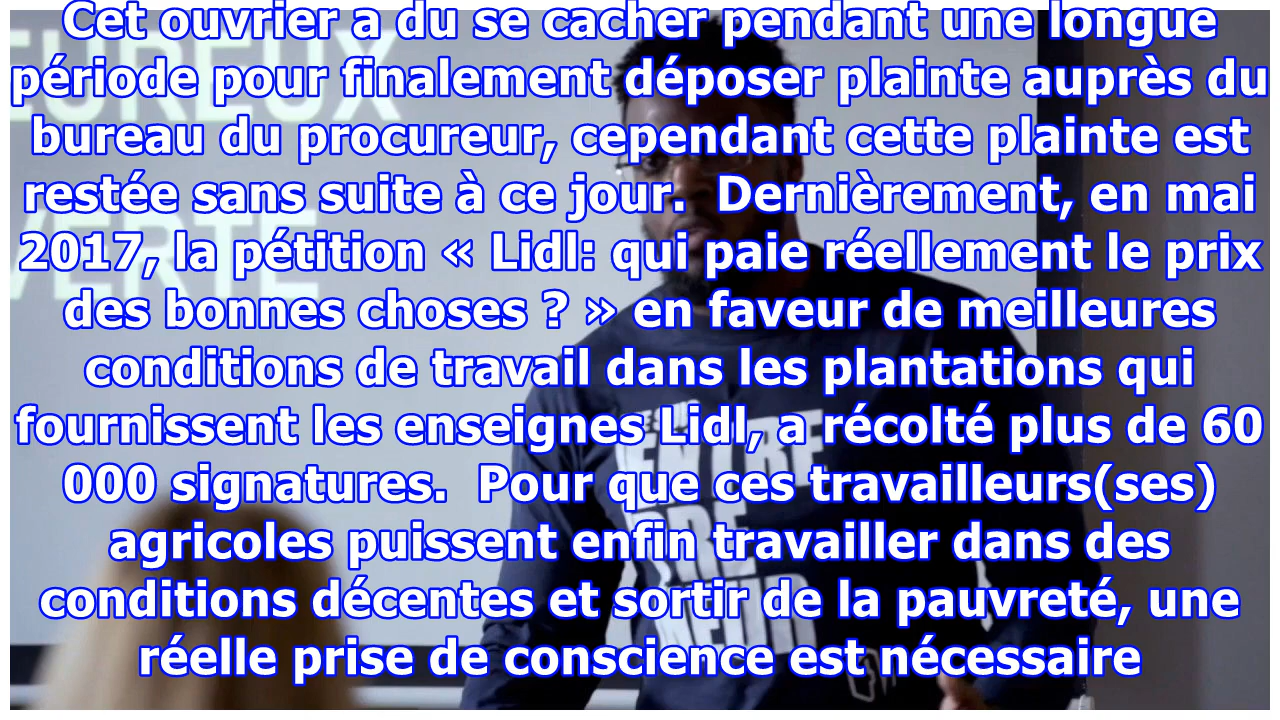 Cet ouvrier a du se cacher pendant une longue
période pour finalement déposer plainte auprès du
bureau du procureur, cependant cette plainte est
restée sans suite à ce jour. Dernièrement, en mai
2017, la pétition « Lidl: qui paie réellement le prix
des bonnes choses ? » en faveur de meilleures
conditions de travail dans les plantations qui
fournissent les enseignes Lidl, a récolté plus de 60
000 signatures. Pour que ces travailleurs(ses)
agricoles puissent enfin travailler dans des
conditions décentes et sortir de la pauvreté, une
réelle prise de conscience est nécessaire
EUREUX
VERTE